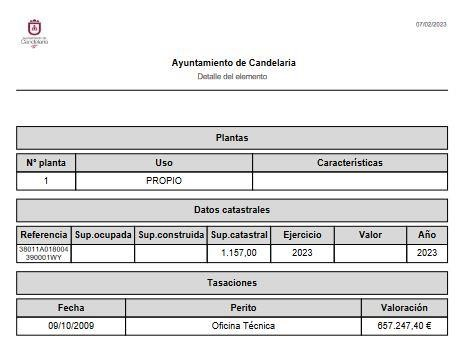 07/02/2023
Ayuntamiento de
Candelaria
Ayuntamiento de Candelaria
Detalle del elemento
Plantas
Nº planta Uso Características
1 PROPIO
Datos catastrales
Referencia Sup.ocupada Sup.construida Sup.catastral Ejercicio Valor Año
38011A018004
390001WY 1.157,00 2023 2023
Tasaciones
Fecha Perito Valoración
09/10/2009 Oficina Técnica 657.247,40 €